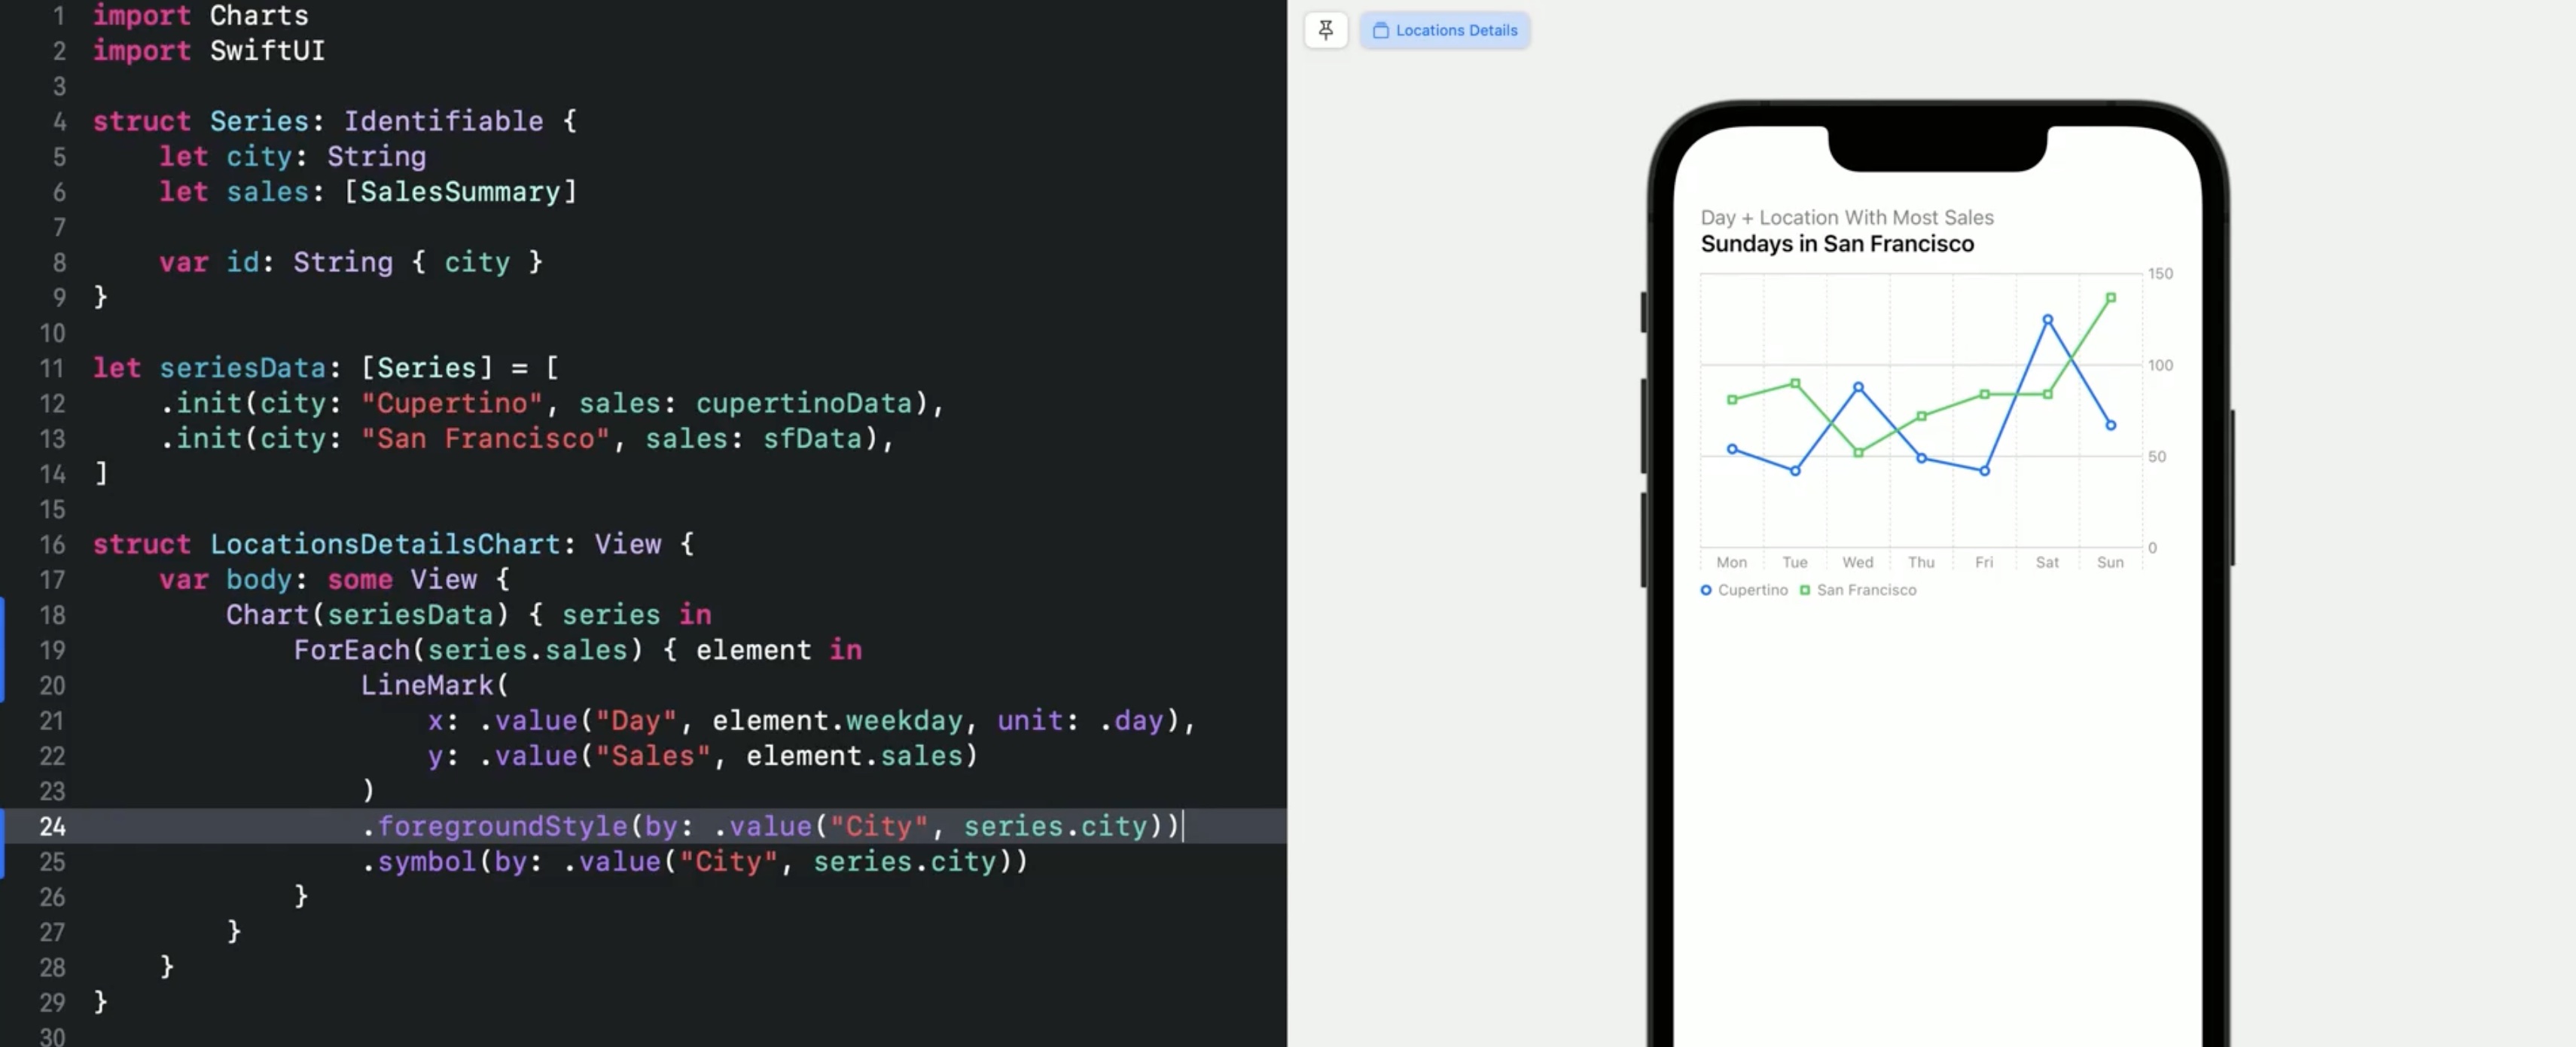 1 import Charts
2 import SwiftUI
3
4 struct Series: Identifiable {
5 let city: String
6 let sales: [SalesSummary]
7
8 var id: String { city }
9 }
10
11 let seriesData: [Series] = [
12 .init(city: "Cupertino", sales: cupertinoData),
13 .init(city: "San Francisco", sales: sfData),
14 ]
15
16 struct LocationsDetailsChart: View {
17 var body: some View {
18 Chart(seriesData) { series in
19 ForEach(series.sales) { element in
20 LineMark(
21 x: .value("Day", element.weekday, unit: .day),
22 y: .value("Sales", element.sales)
23 )
24 .foregroundStyle(by: .value("City", series.city))
25 .symbol(by: .value("City", series.city))
26 }
27 }
28 }
29 }
30
Locations Details
Day + Location With Most Sales
Sundays in San Francisco
150
100
50
0
Mon Tue Wed Thu Fri Sat Sun
Cupertino San Francisco